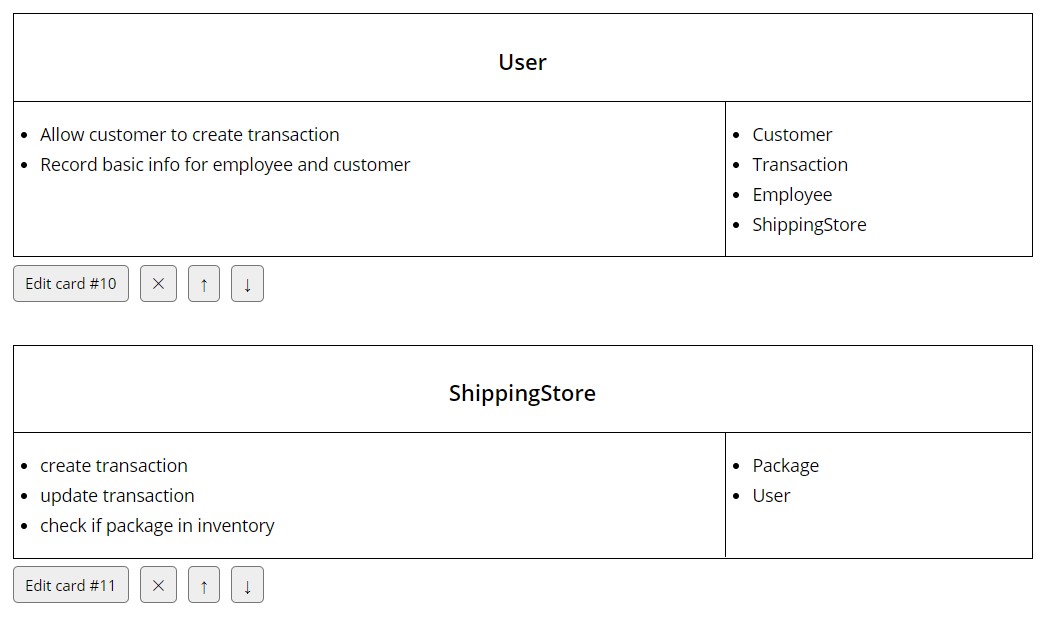 User
Allow customer to create transaction
Record basic info for employee and customer
Customer
Transaction
Employee
ShippingStore
Edit card #10 × ↑ ↓
ShippingStore
create transaction
update transaction
check if package in inventory
Package
User
Edit card #11 × ↑ ↓